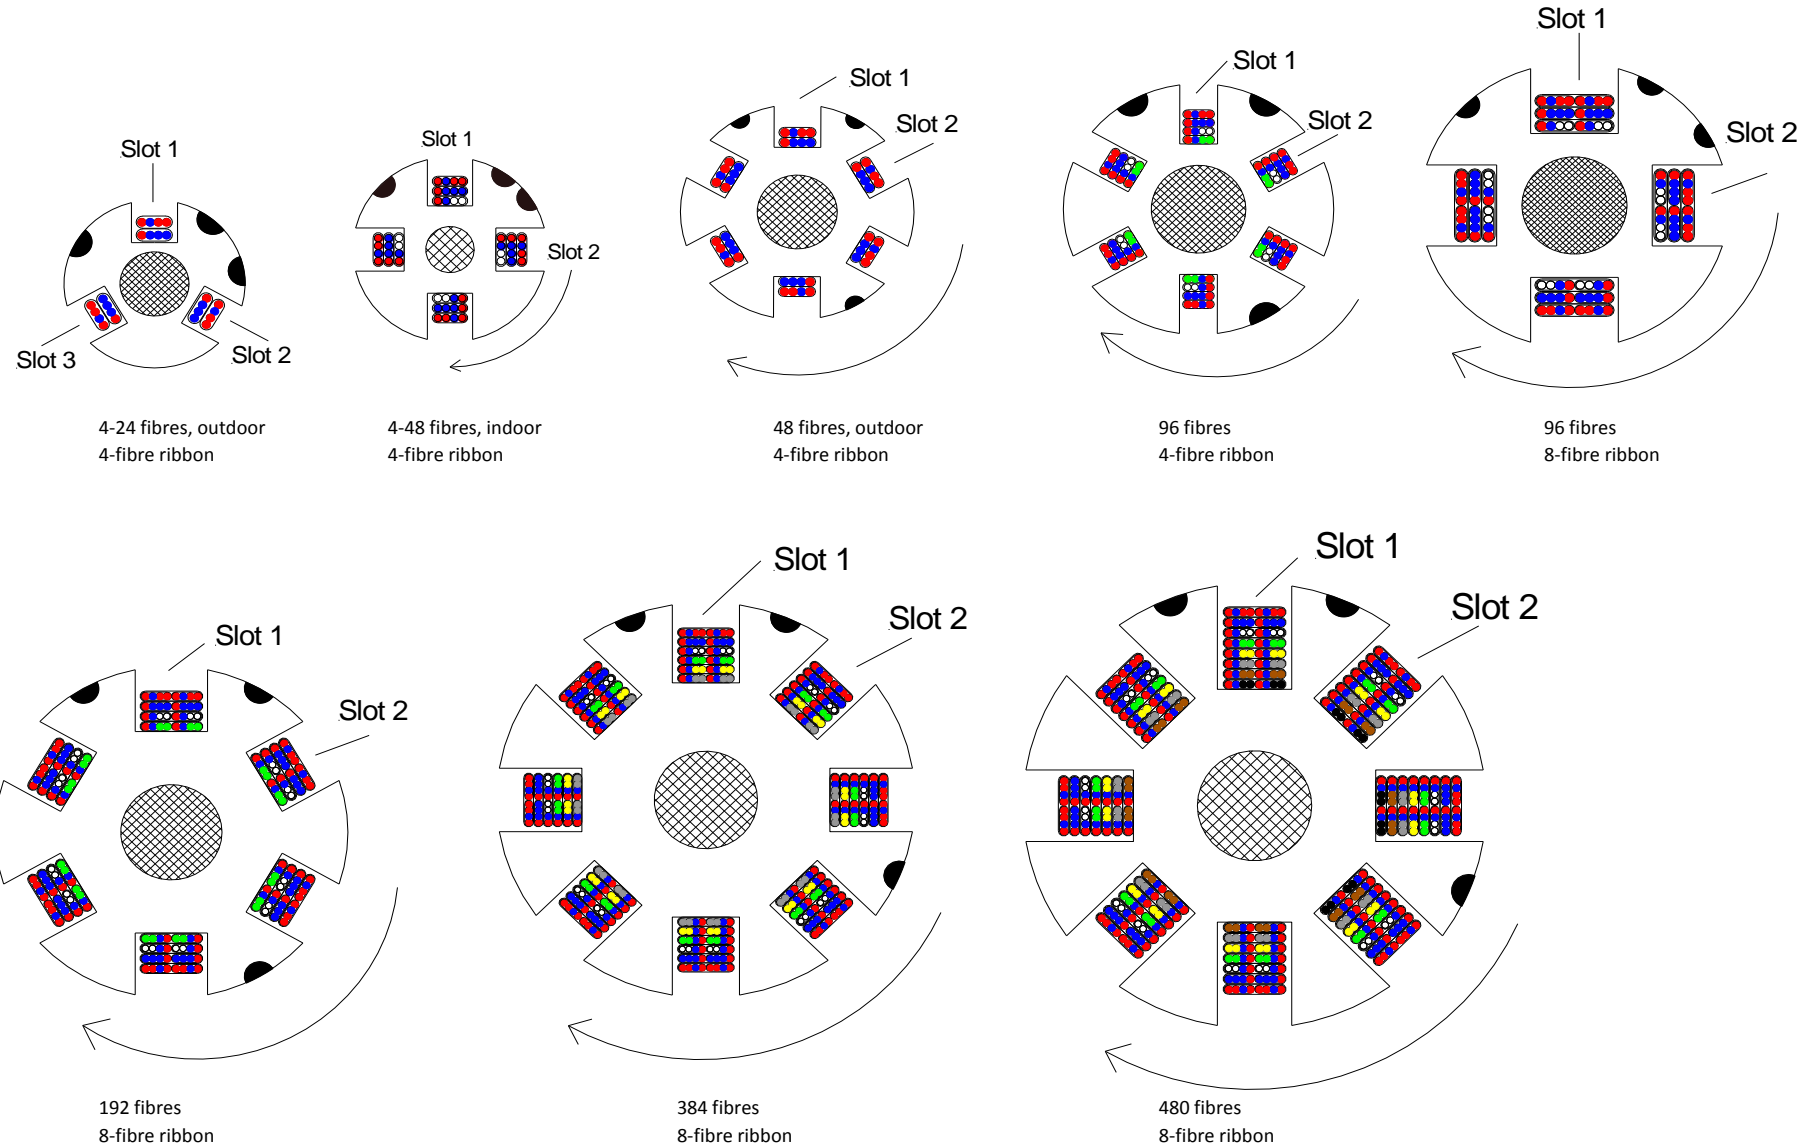 Slot 1
Slot 3
Slot 2
4-24 fibres, outdoor
4-fibre ribbon
Slot 1
Slot 2
4-48 fibres, indoor
4-fibre ribbon
Slot 1
Slot 2
48 fibres, outdoor
4-fibre ribbon
Slot 1
Slot 2
96 fibres
4-fibre ribbon
Slot 1
Slot 2
96 fibres
8-fibre ribbon
Slot 1
Slot 2
192 fibres
8-fibre ribbon
Slot 1
Slot 2
384 fibres
8-fibre ribbon
Slot 1
Slot 2
480 fibres
8-fibre ribbon